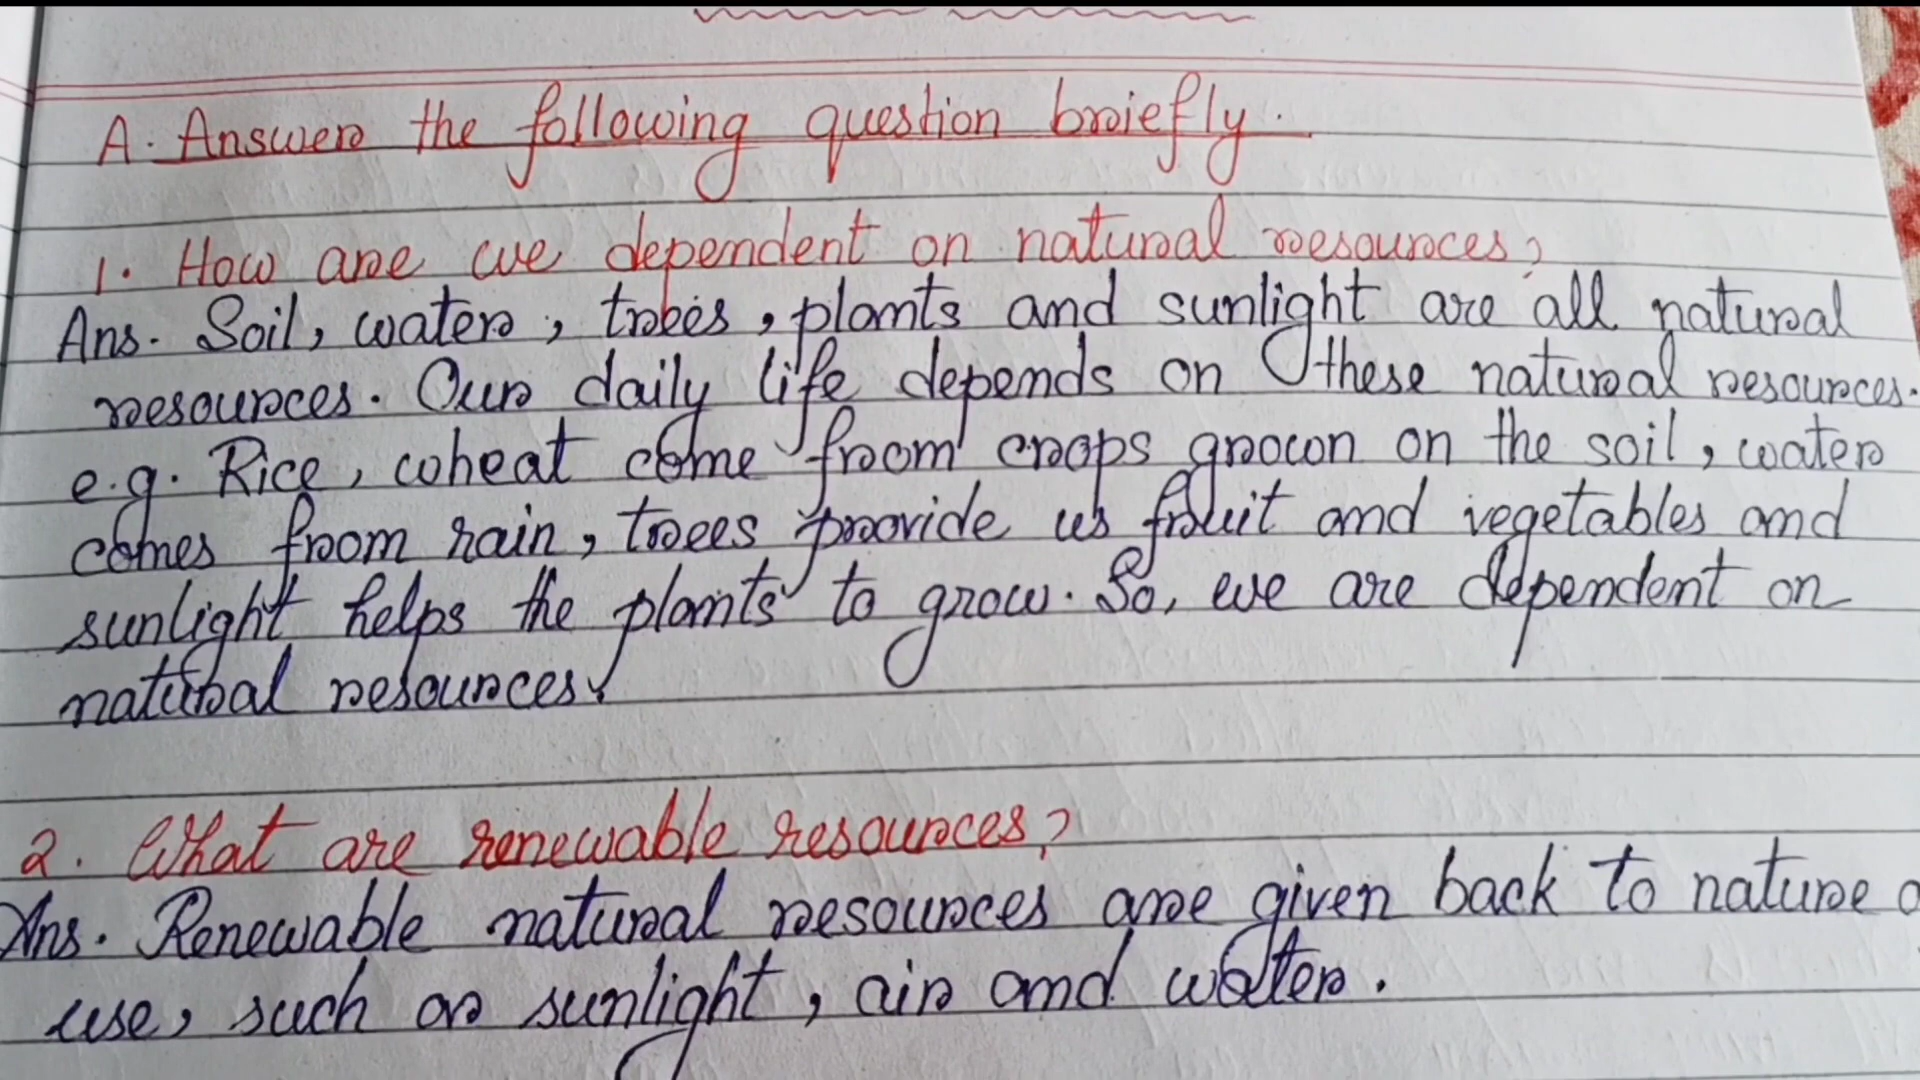 A. Answer the following question briefly.
1. How are we dependent on natural resources?
Ans. Soil, water, trees, plants and sunlight are all natural
resources. Our daily life depends on these natural resources.
e.g. Rice, wheat come from crops grown on the soil, water
comes from rain, trees provide us fruit and vegetables and
sunlight helps the plants to grow. So, we are dependent on
natural resources.
2. What are renewable resources?
Ans. Renewable natural resources are given back to nature
use, such as sunlight, air and water.